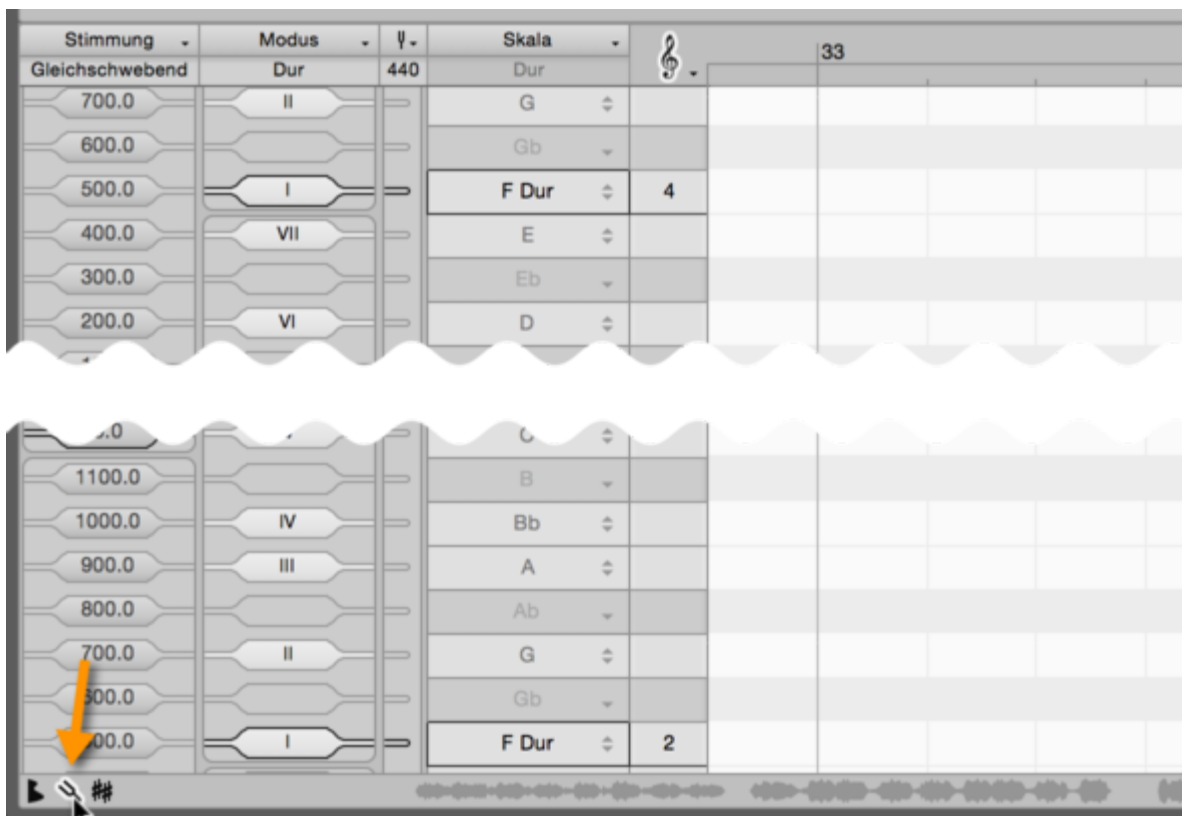 Stimmung Modus Skala
33
Gleichschwebend Dur 440 Dur
700.0 II G
600.0 Gb
500.0 I F Dur 4
400.0 VII E
300.0 Eb
200.0 VI D
1100.0 B
1000.0 IV Bb
900.0 III A
800.0 Ab
700.0 II G
600.0 Gb
I F Dur 2